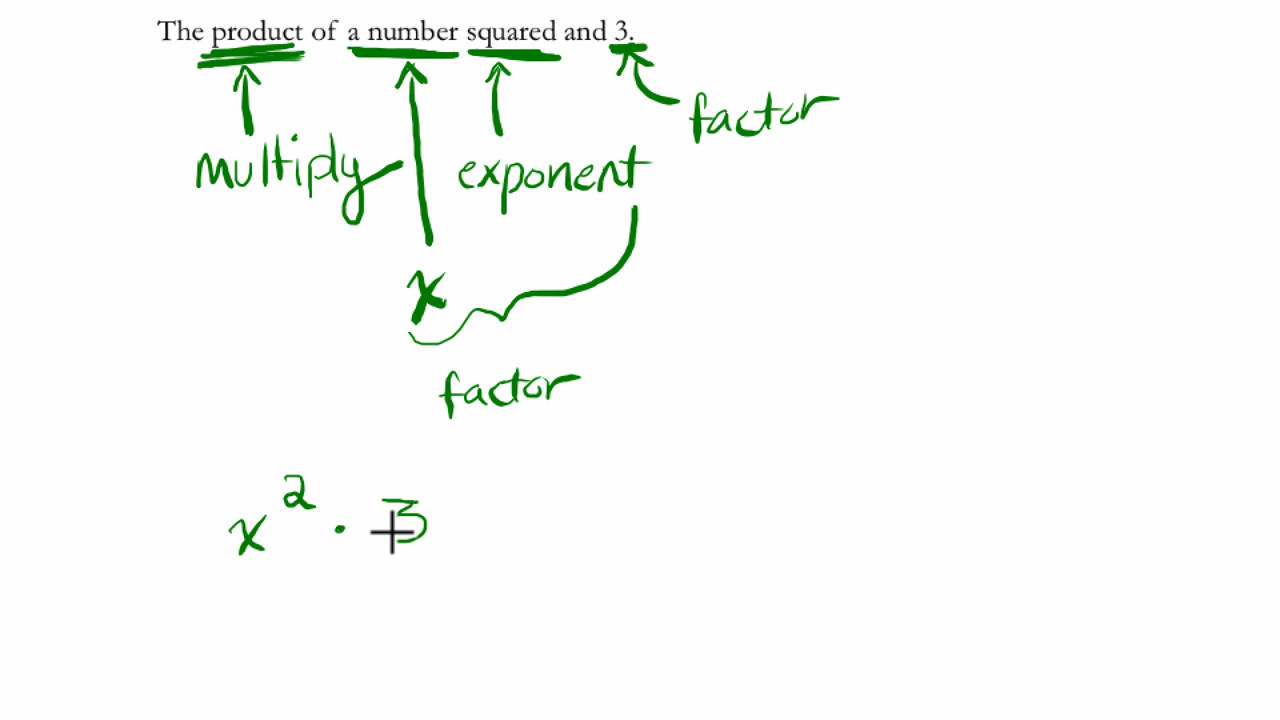 The product of a number squared and 3.
factor
multiply exponent
x
factor
x² · 3